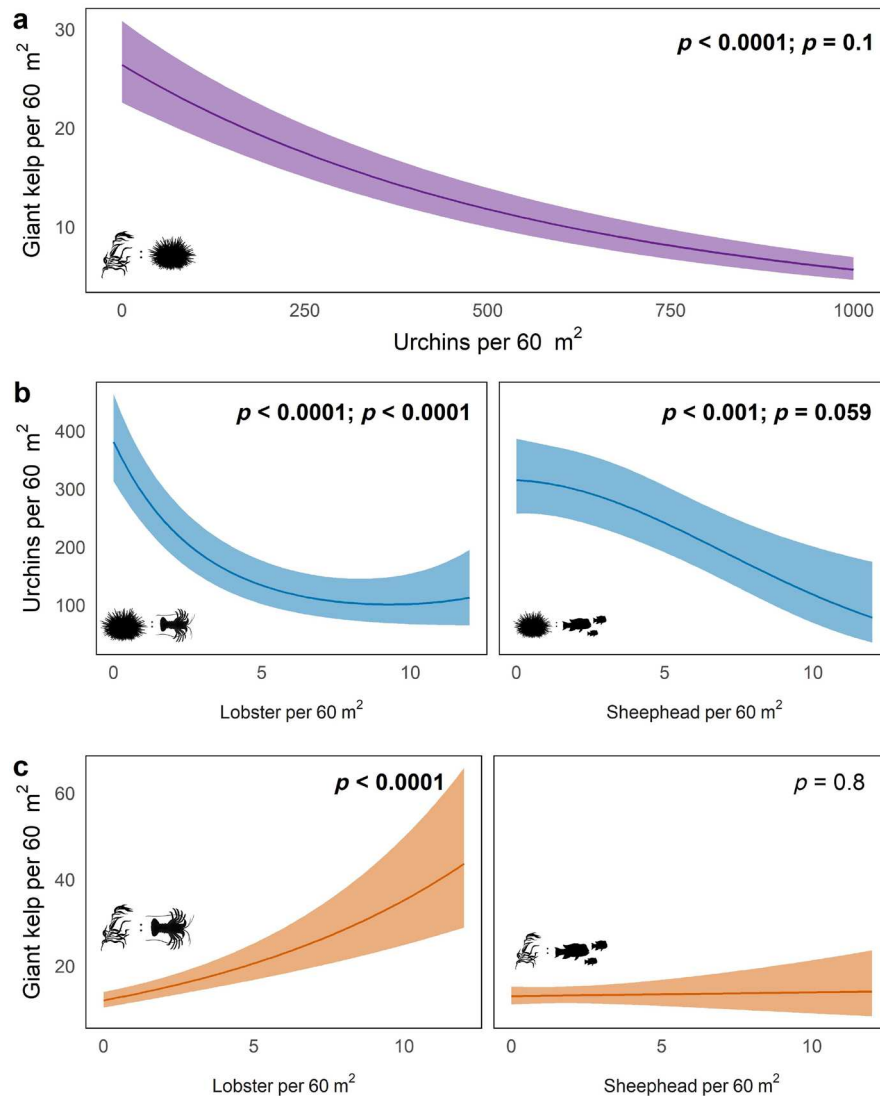 a
p < 0.0001; p = 0.1
Giant kelp per 60 m²
30
20
10
0 250 500 750 1000
Urchins per 60 m²
b
p < 0.0001; p < 0.0001
p < 0.001; p = 0.059
Urchins per 60 m²
400
300
200
100
0 5 10
0 5 10
Lobster per 60 m²
Sheephead per 60 m²
c
p < 0.0001
p = 0.8
Giant kelp per 60 m²
60
40
20
0 5 10
0 5 10
Lobster per 60 m²
Sheephead per 60 m²